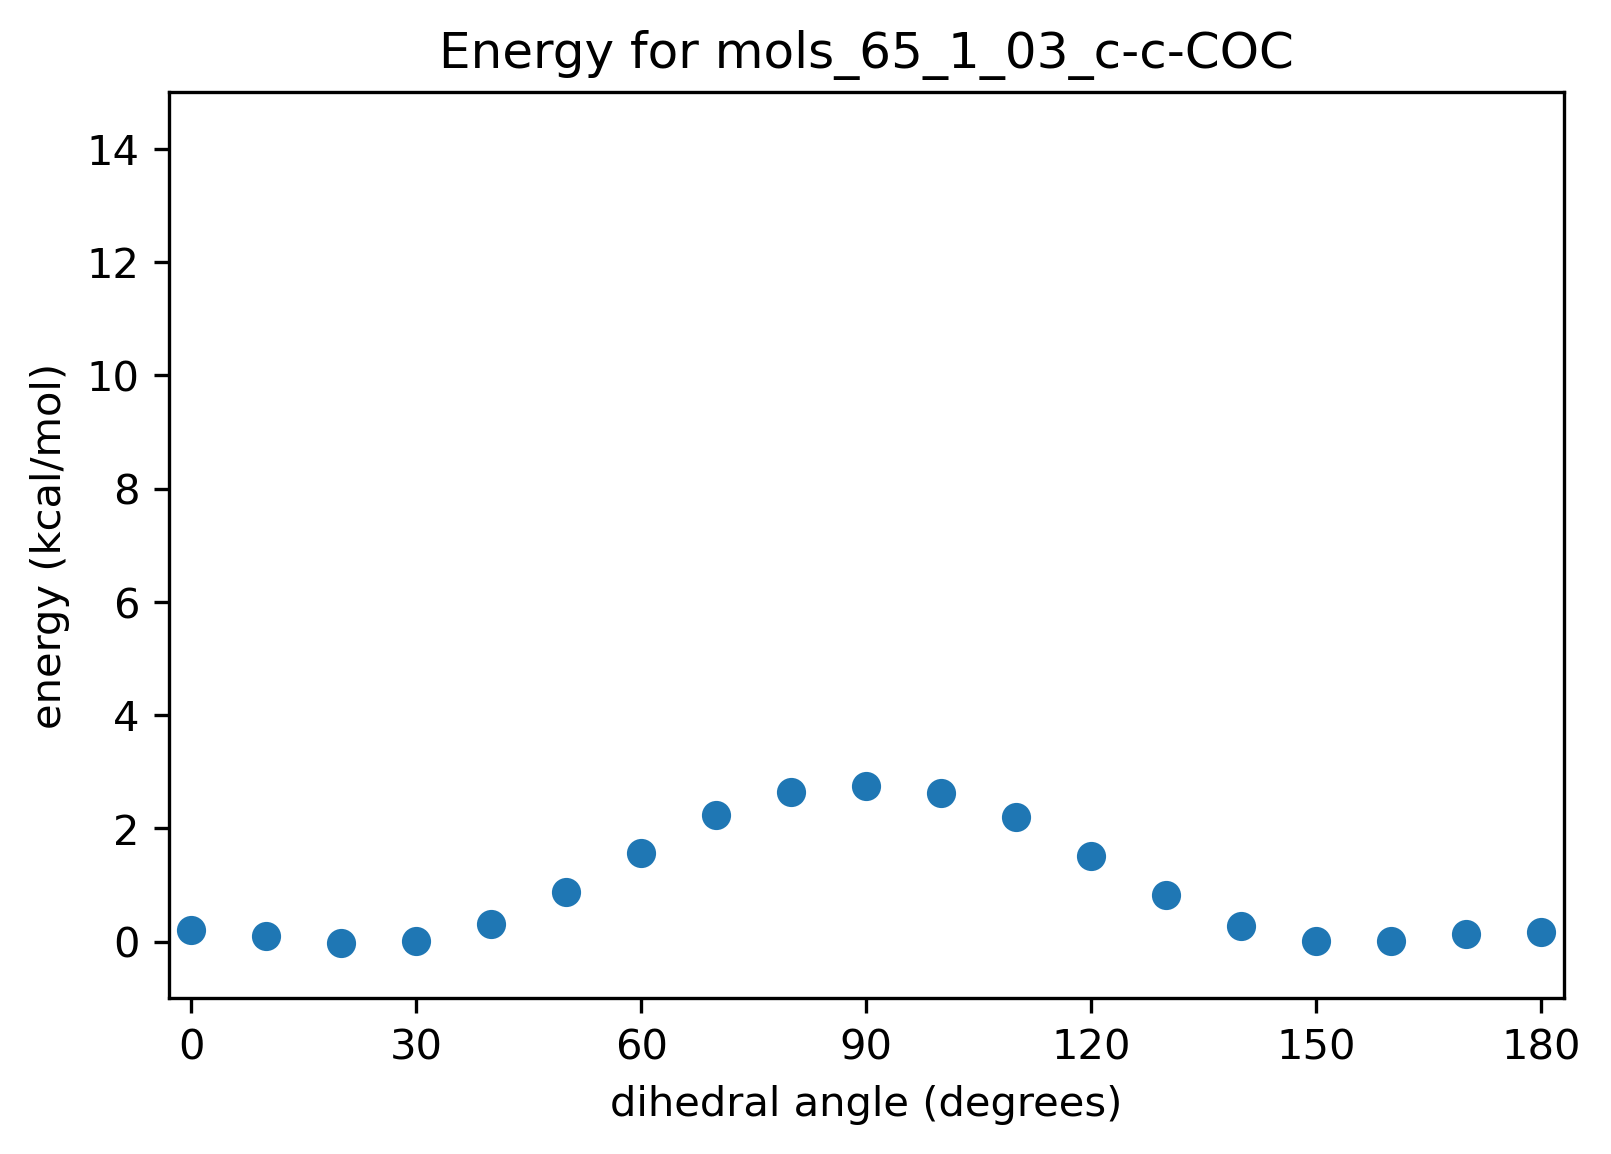 Energy for mols_65_1_03_c-c-COC
14
12
10
8
6
4
2
0
energy (kcal/mol)
0 30 60 90 120 150 180
dihedral angle (degrees)